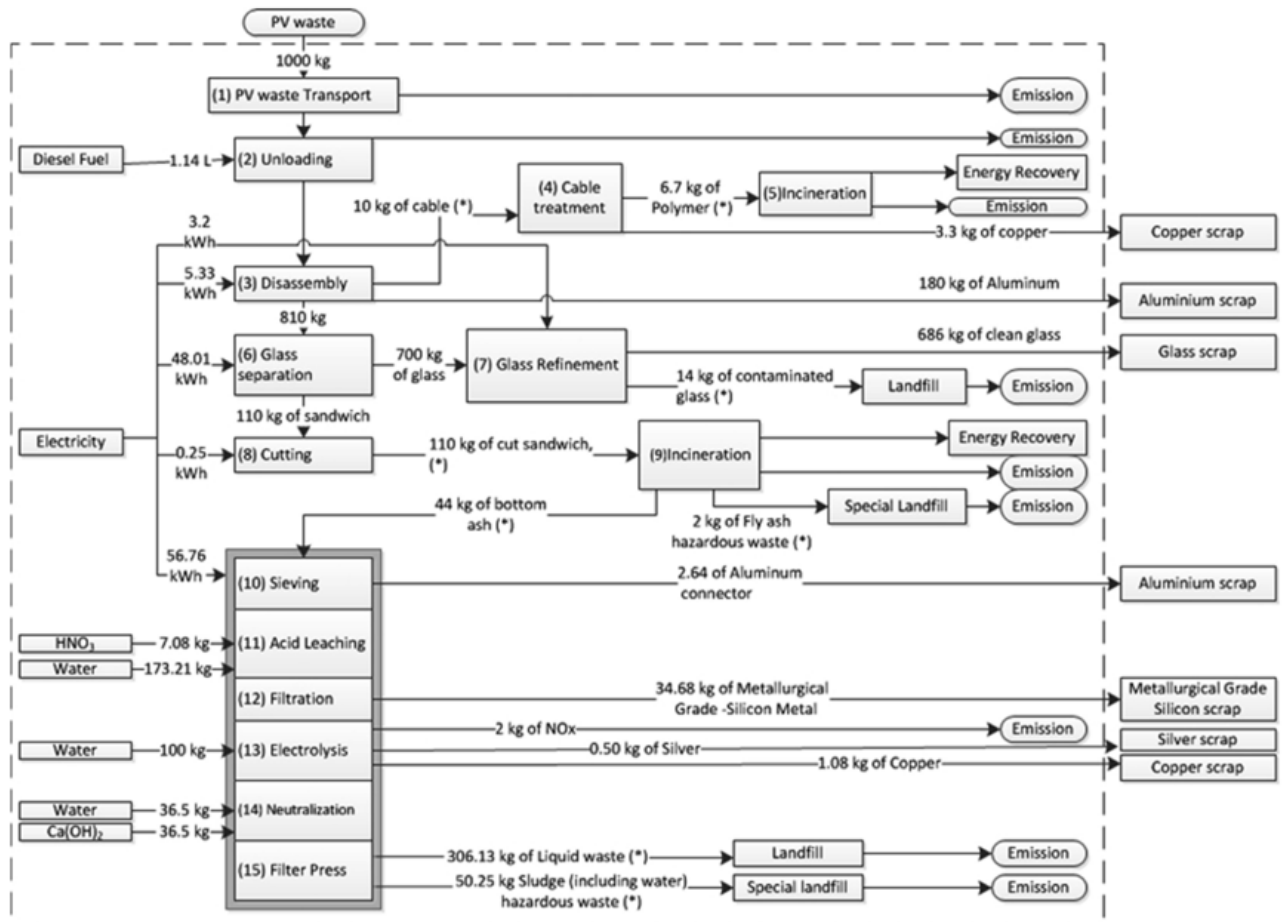 PV waste
1000 kg
(1) PV waste Transport
Emission
Emission
Diesel Fuel
1.14 L
(2) Unloading
(4) Cable
treatment
6.7 kg of
Polymer (*)
(5)Incineration
Energy Recovery
Emission
10 kg of cable (*)
3.2
kWh
3.3 kg of copper
Copper scrap
5.33
kWh
(3) Disassembly
180 kg of Aluminum
Aluminium scrap
810 kg
48.01
kWh
(6) Glass
separation
700 kg
of glass
(7) Glass Refinement
686 kg of clean glass
Glass scrap
14 kg of contaminated
glass (*)
Landfill
Emission
110 kg of sandwich
Electricity
0.25
kWh
(8) Cutting
110 kg of cut sandwich,
(*)
(9)Incineration
Energy Recovery
Emission
44 kg of bottom
ash (*)
2 kg of Fly ash
hazardous waste (*)
Special Landfill
Emission
56.76
kWh
(10) Sieving
2.64 of Aluminum
connector
Aluminium scrap
HNO₃
7.08 kg
(11) Acid Leaching
Water
173.21 kg
(12) Filtration
34.68 kg of Metallurgical
Grade -Silicon Metal
Metallurgical Grade
Silicon scrap
2 kg of NOx
Emission
Water
100 kg
(13) Electrolysis
0.50 kg of Silver
Silver scrap
1.08 kg of Copper
Copper scrap
Water
36.5 kg
(14) Neutralization
Ca(OH)₂
36.5 kg
(15) Filter Press
306.13 kg of Liquid waste (*)
Landfill
Emission
50.25 kg Sludge (including water)
hazardous waste (*)
Special landfill
Emission